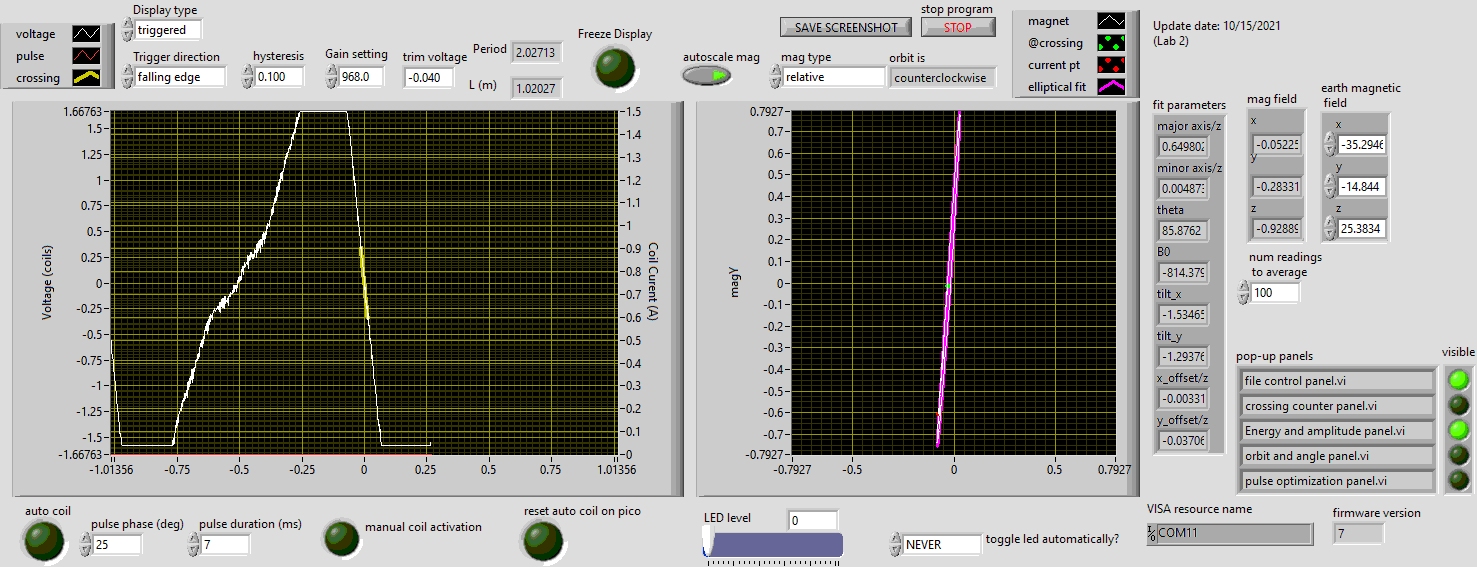 voltage
pulse
crossing
Display type
triggered
Trigger direction
falling edge
hysteresis
0.100
Gain setting
968.0
trim voltage
-0.040
Period
2.02713
L (m)
1.02027
Freeze Display
autoscale mag
SAVE SCREENSHOT
stop program
STOP
mag type
relative
orbit is
counterclockwise
magnet
@crossing
current pt
elliptical fit
Update date: 10/15/2021
(Lab 2)
Voltage (coils)
1.66763
1.5
1.25
1
0.75
0.5
0.25
0
-0.25
-0.5
-0.75
-1
-1.25
-1.5
-1.66763
-1.01356
-0.75
-0.5
-0.25
0
0.25
0.5
0.75
1.01356
1.5
1.4
1.3
1.2
1.1
1
0.9
0.8
0.7
0.6
0.5
0.4
0.3
0.2
0.1
0
Coil Curent (A)
magY
0.7927
0.7
0.6
0.5
0.4
0.3
0.2
0.1
0
-0.1
-0.2
-0.3
-0.4
-0.5
-0.6
-0.7
-0.7927
-0.7927
-0.5
0
0.5
0.7927
fit parameters
major axis/z
0.649802
minor axis/z
0.004873
theta
85.8762
B0
-814.379
tilt_x
-1.53465
tilt_y
-1.29376
x_offset/z
-0.00331
y_offset/z
-0.03706
mag field
x
-0.05225
y
-0.28331
z
-0.92889
earth magnetic
field
x
-35.2946
y
-14.844
z
25.3834
num readings
to average
100
pop-up panels
visible
file control panel.vi
crossing counter panel.vi
Energy and amplitude panel.vi
orbit and angle panel.vi
pulse optimization panel.vi
auto coil
pulse phase (deg)
25
pulse duration (ms)
7
manual coil activation
reset auto coil on pico
LED level
0
NEVER
toggle led automatically?
VISA resource name
COM11
firmware version
7